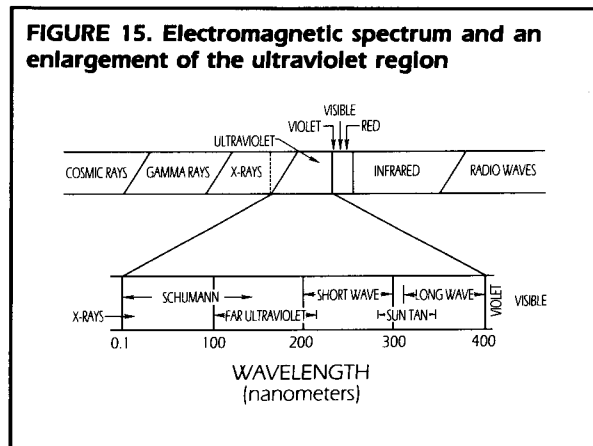 FIGURE 15. Electromagnetic spectrum and an
enlargement of the ultraviolet region
VISIBLE
VIOLET
RED
ULTRAVIOLET
COSMIC RAYS
GAMMA RAYS
X-RAYS
INFRARED
RADIO WAVES
SCHUMANN
SHORT WAVE
LONG WAVE
VIOLET
VISIBLE
X-RAYS
FAR ULTRAVIOLET
SUN TAN
0.1
100
200
300
400
WAVELENGTH
(nanometers)